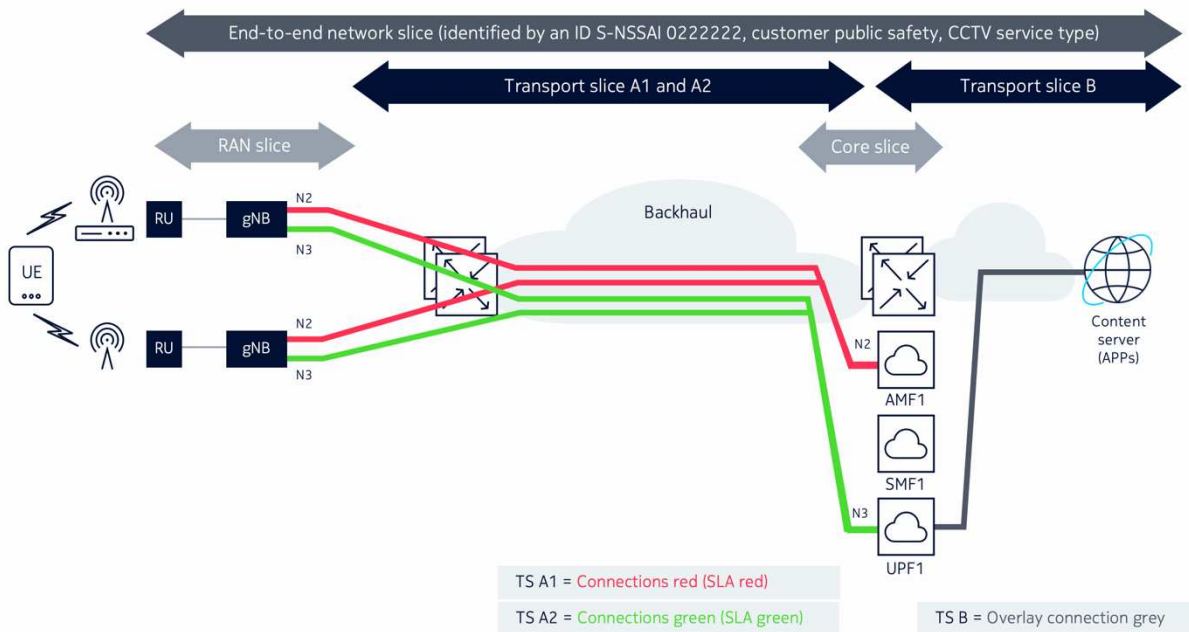 End-to-end network slice (identified by an ID S-NSSAI 0222222, customer public safety, CCTV service type)
Transport slice A1 and A2
Transport slice B
RAN slice
Core slice
N2
RU
gNB
Backhaul
N3
UE
N2
RU
gNB
N3
Content
server
(APPs)
N2
AMF1
SMF1
N3
UPF1
TS A1 = Connections red (SLA red)
TS A2 = Connections green (SLA green)
TS B = Overlay connection grey